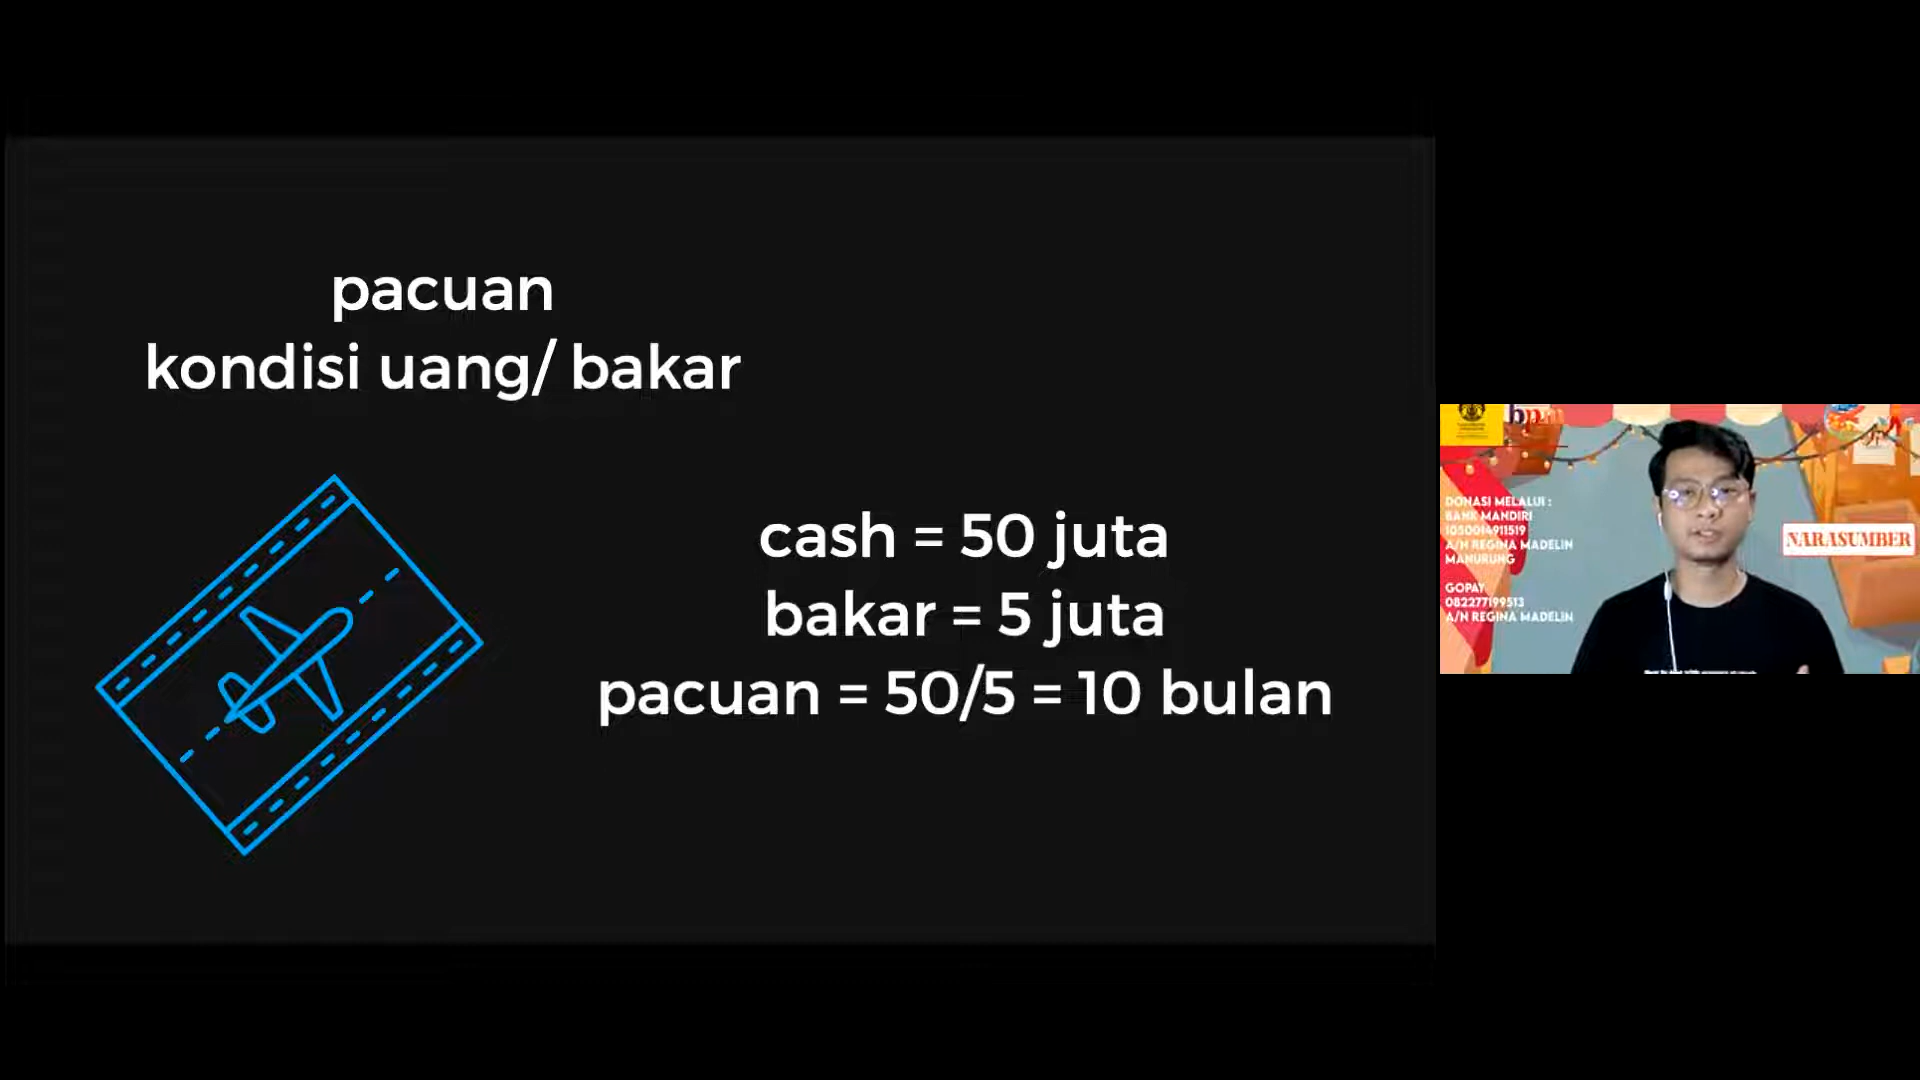 pacuan
kondisi uang/ bakar
cash = 50 juta
bakar = 5 juta
pacuan = 50/5 = 10 bulan
DONASI MELALUI :
BANK MANDIRI
1050014911519
A/N REGINA MADELIN
MANURUNG
GOPAY
082277199513
A/N REGINA MADELIN
NARASUMBER